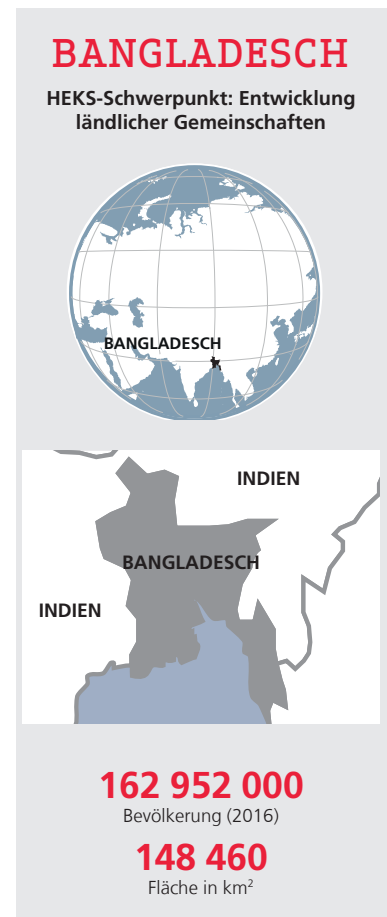 BANGLADESCH
HEKS-Schwerpunkt: Entwicklung
ländlicher Gemeinschaften
BANGLADESCH
INDIEN
BANGLADESCH
INDIEN
162 952 000
Bevölkerung (2016)
148 460
Fläche in km²